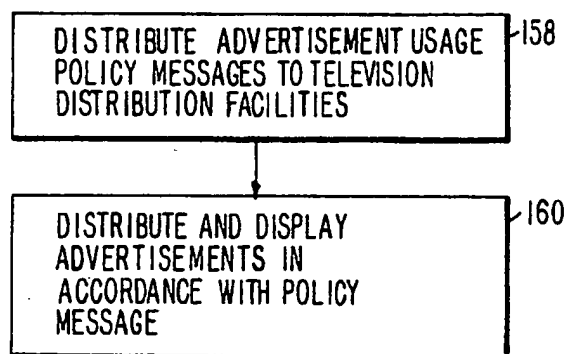 DISTRIBUTE ADVERTISEMENT USAGE
POLICY MESSAGES TO TELEVISION
DISTRIBUTION FACILITIES
158
DISTRIBUTE AND DISPLAY
ADVERTISEMENTS IN
ACCORDANCE WITH POLICY
MESSAGE
160